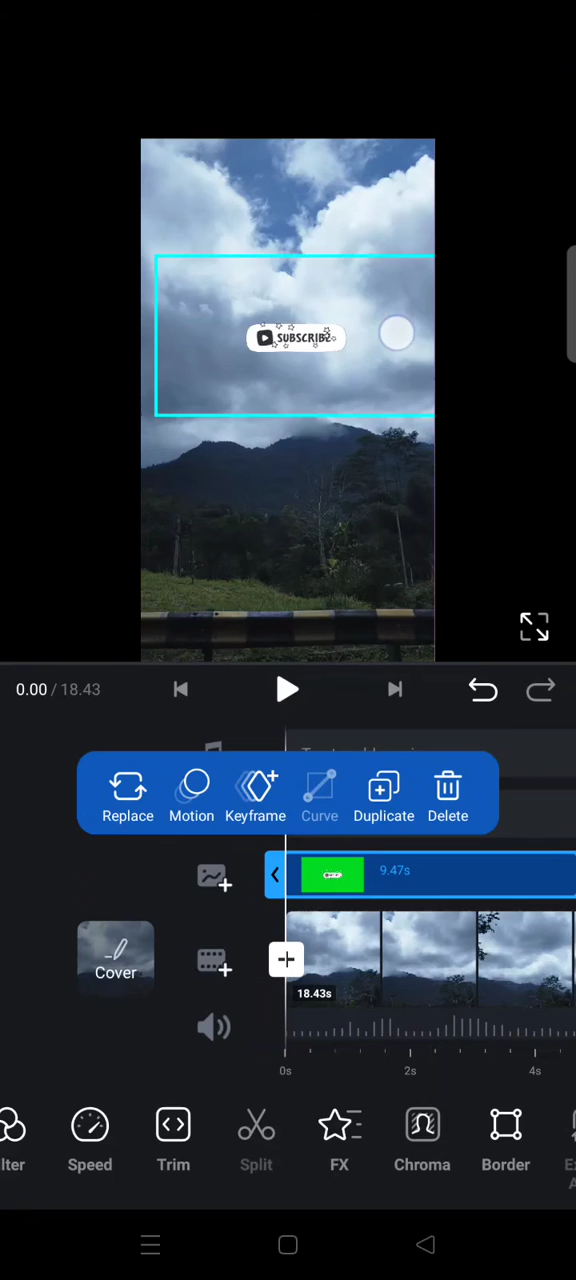 SUBSCRIBE
0.00 / 18.43
Replace
Motion
Keyframe
Curve
Duplicate
Delete
9.47s
Cover
18.43s
0s
2s
4s
Speed
Trim
Split
FX
Chroma
Border